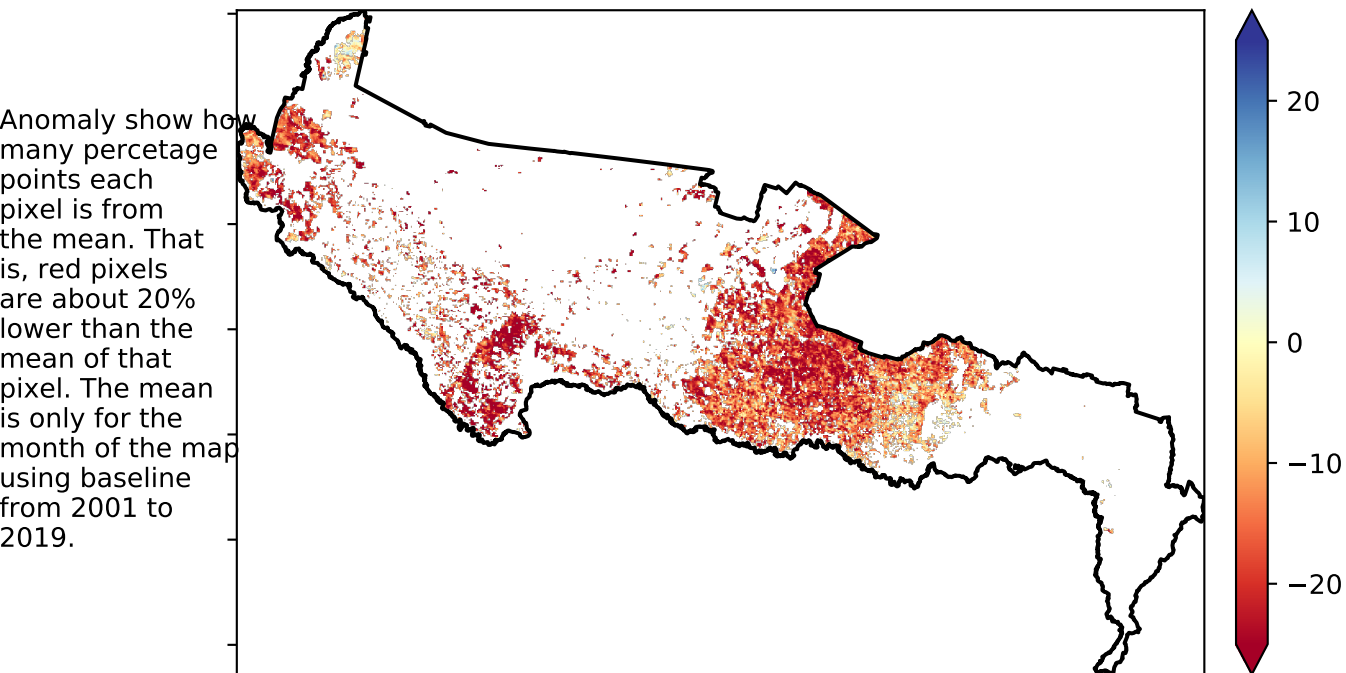 Anomaly show how
many percetage
points each
pixel is from
the mean. That
is, red pixels
are about 20%
lower than the
mean of that
pixel. The mean
is only for the
month of the map
using baseline
from 2001 to
2019.
20
10
0
−10
−20